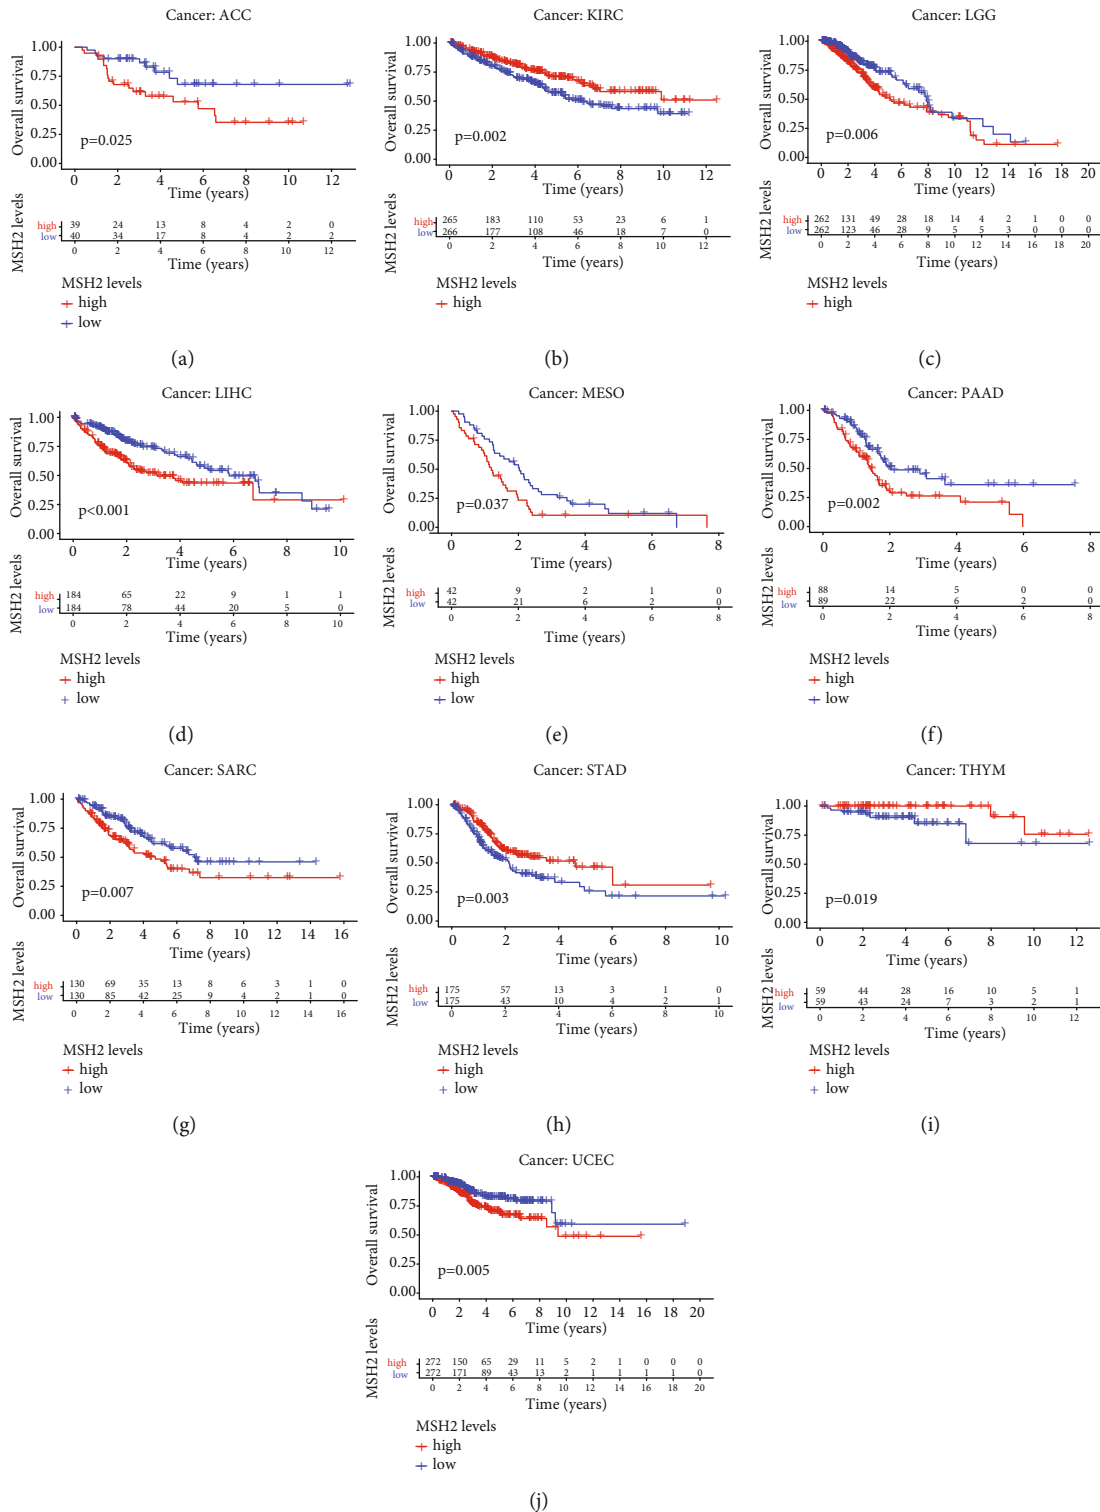 Cancer: ACC
Overall survival
1.00
0.75
0.50
0.25
0.00
p=0.025
0 2 4 6 8 10 12
Time (years)
MSH2 levels
high 39 24 13 8 4 2 0
low 40 34 17 8 4 2 2
0 2 4 6 8 10 12
Time (years)
MSH2 levels
high
low
(a)
Cancer: KIRC
Overall survival
1.00
0.75
0.50
0.25
0.00
p=0.002
0 2 4 6 8 10 12
Time (years)
MSH2 levels
high 265 183 110 53 23 6 1
low 266 177 108 46 18 7 0
0 2 4 6 8 10 12
Time (years)
MSH2 levels
high
(b)
Cancer: LGG
Overall survival
1.00
0.75
0.50
0.25
0.00
p=0.006
0 2 4 6 8 10 12 14 16 18 20
Time (years)
MSH2 levels
high 262 131 49 28 18 14 4 2 1 0 0
low 262 123 46 28 9 5 5 3 0 0 0
0 2 4 6 8 10 12 14 16 18 20
Time (years)
MSH2 levels
high
(c)
Cancer: LIHC
Overall survival
1.00
0.75
0.50
0.25
0.00
p<0.001
0 2 4 6 8 10
Time (years)
MSH2 levels
high 184 65 22 9 1 1
low 184 78 44 20 5 0
0 2 4 6 8 10
Time (years)
MSH2 levels
high
low
(d)
Cancer: MESO
Overall survival
1.00
0.75
0.50
0.25
0.00
p=0.037
0 2 4 6 8
Time (years)
MSH2 levels
high 42 9 2 1 0
low 42 21 6 2 0
0 2 4 6 8
Time (years)
MSH2 levels
high
low
(e)
Cancer: PAAD
Overall survival
1.00
0.75
0.50
0.25
0.00
p=0.002
0 2 4 6 8
Time (years)
MSH2 levels
high 88 14 5 0 0
low 89 22 6 2 0
0 2 4 6 8
Time (years)
MSH2 levels
high
low
(f)
Cancer: SARC
Overall survival
1.00
0.75
0.50
0.25
0.00
p=0.007
0 2 4 6 8 10 12 14 16
Time (years)
MSH2 levels
high 130 69 35 13 8 6 3 1 0
low 130 85 42 25 9 4 2 1 0
0 2 4 6 8 10 12 14 16
Time (years)
MSH2 levels
high
low
(g)
Cancer: STAD
Overall survival
1.00
0.75
0.50
0.25
0.00
p=0.003
0 2 4 6 8 10
Time (years)
MSH2 levels
high 175 57 13 3 1 0
low 175 43 10 4 2 1
0 2 4 6 8 10
Time (years)
MSH2 levels
high
low
(h)
Cancer: THYM
Overall survival
1.00
0.75
0.50
0.25
0.00
p=0.019
0 2 4 6 8 10 12
Time (years)
MSH2 levels
high 59 44 28 16 10 5 1
low 59 43 24 7 3 2 1
0 2 4 6 8 10 12
Time (years)
MSH2 levels
high
low
(i)
Cancer: UCEC
Overall survival
1.00
0.75
0.50
0.25
0.00
p=0.005
0 2 4 6 8 10 12 14 16 18 20
Time (years)
MSH2 levels
high 272 150 65 29 11 5 2 1 0 0 0
low 272 171 89 43 13 2 1 1 1 1 0
0 2 4 6 8 10 12 14 16 18 20
Time (years)
MSH2 levels
high
low
(j)